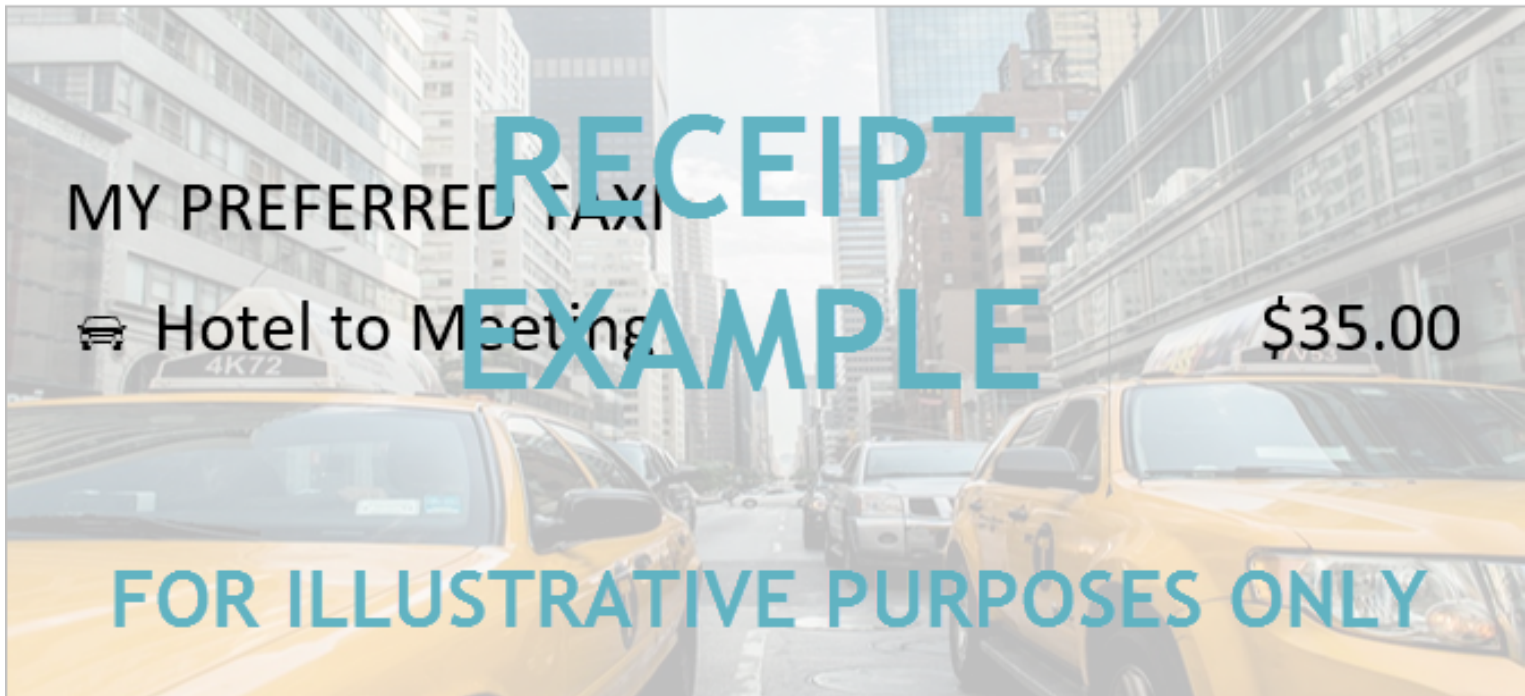 RECEIPT
MY PREFERRED TAXI
EXAMPLE
Hotel to Meeting $35.00
4K72
FOR ILLUSTRATIVE PURPOSES ONLY